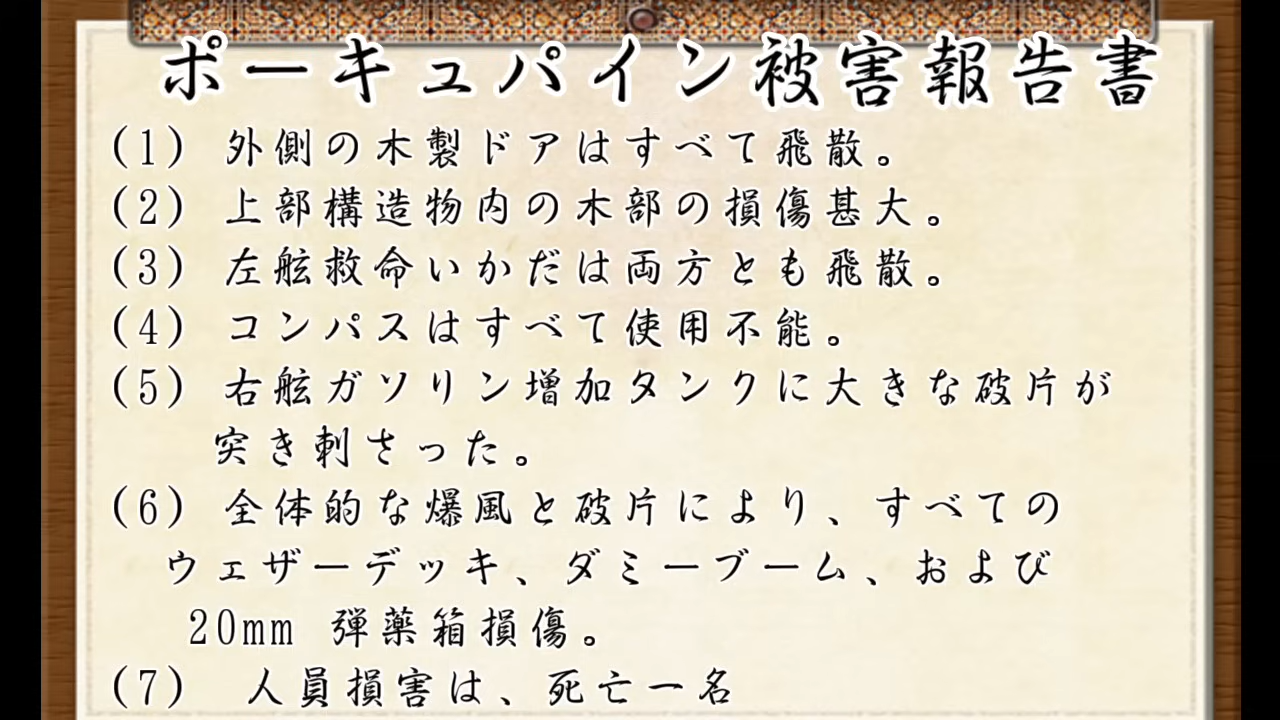 ポーキュパイン被害報告書
(1) 外側の木製ドアはすべて飛散。
(2) 上部構造物内の木部の損傷甚大。
(3) 左舷救命いかだは両方とも飛散。
(4) コンパスはすべて使用不能。
(5) 右舷ガソリン増加タンクに大きな破片が
突き刺さった。
(6) 全体的な爆風と破片により、すべての
ウェザーデッキ、ダミーブーム、および
20mm 弾薬箱損傷。
(7) 人員損害は、死亡一名